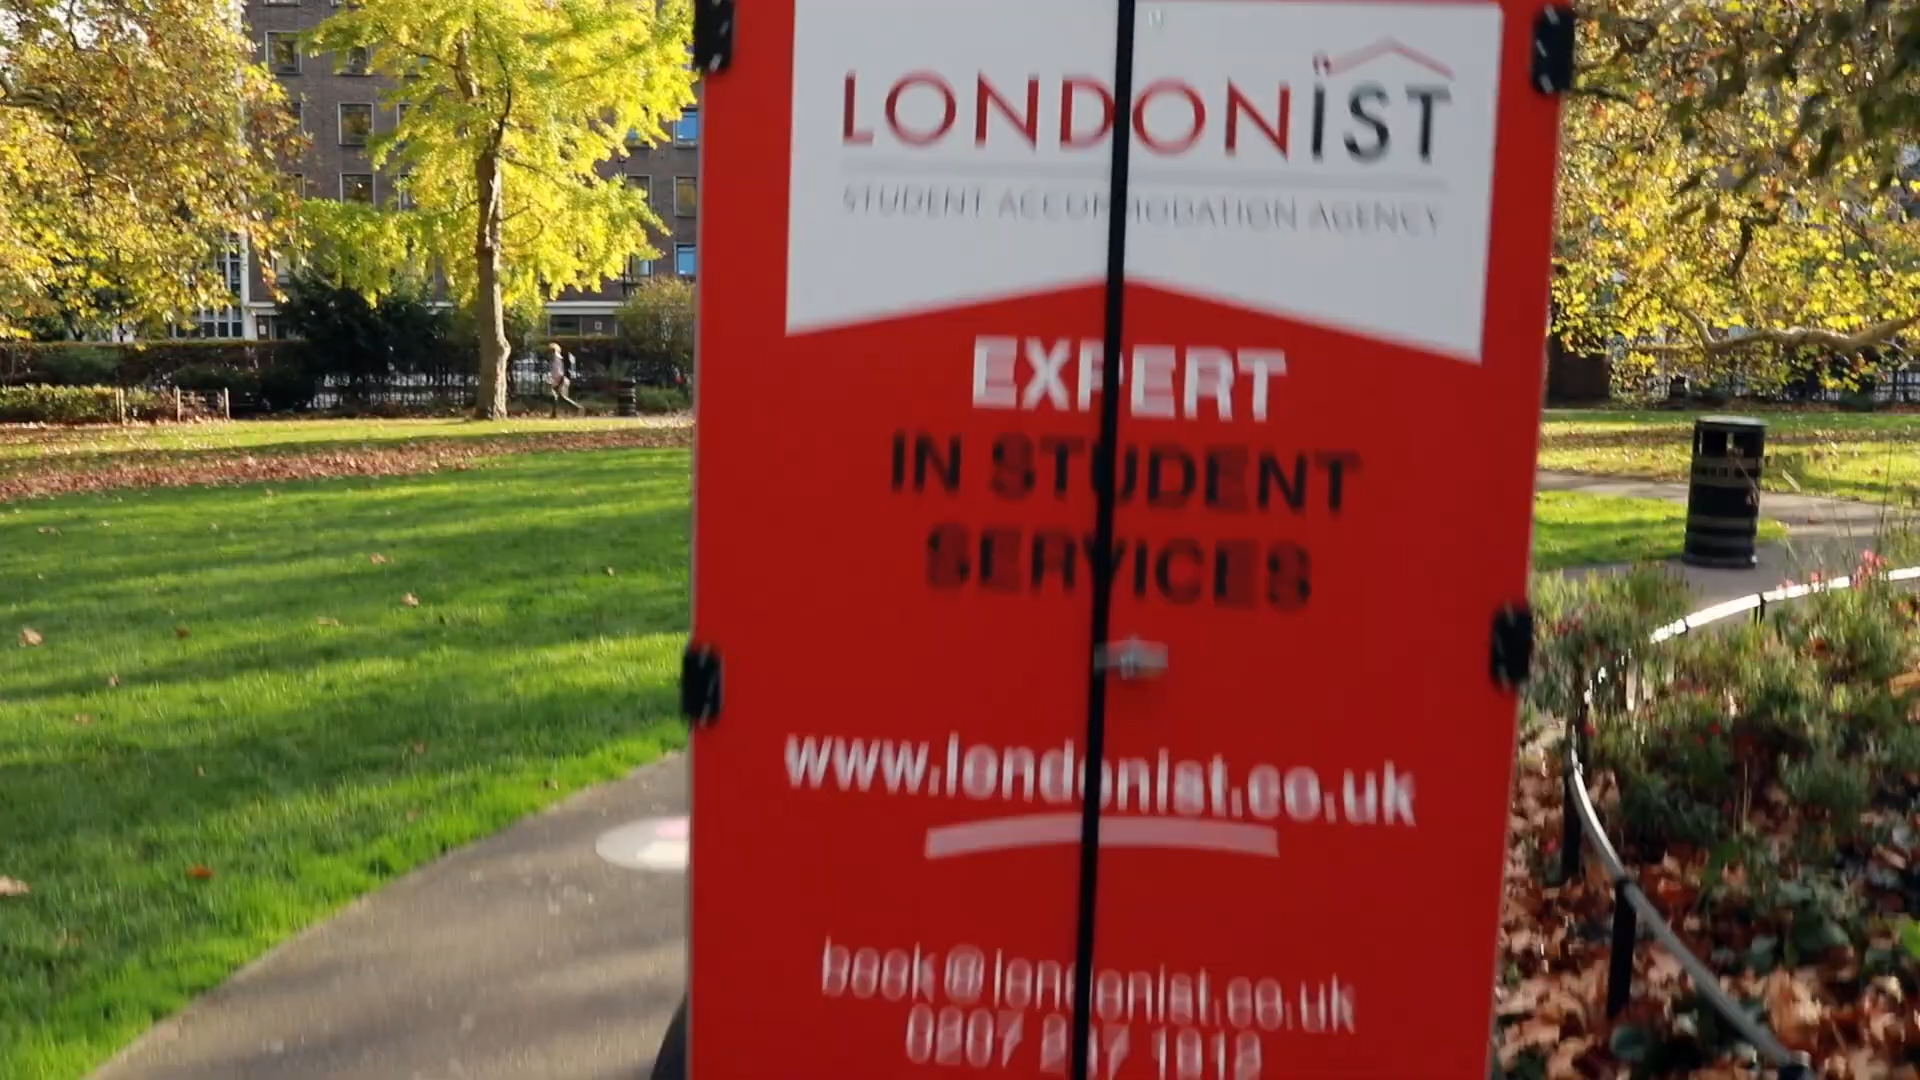 LONDONIST
STUDENT ACCOMMODATION AGENCY
EXPERT
IN STUDENT
SERVICES
www.londonist.co.uk
book@londonist.co.uk